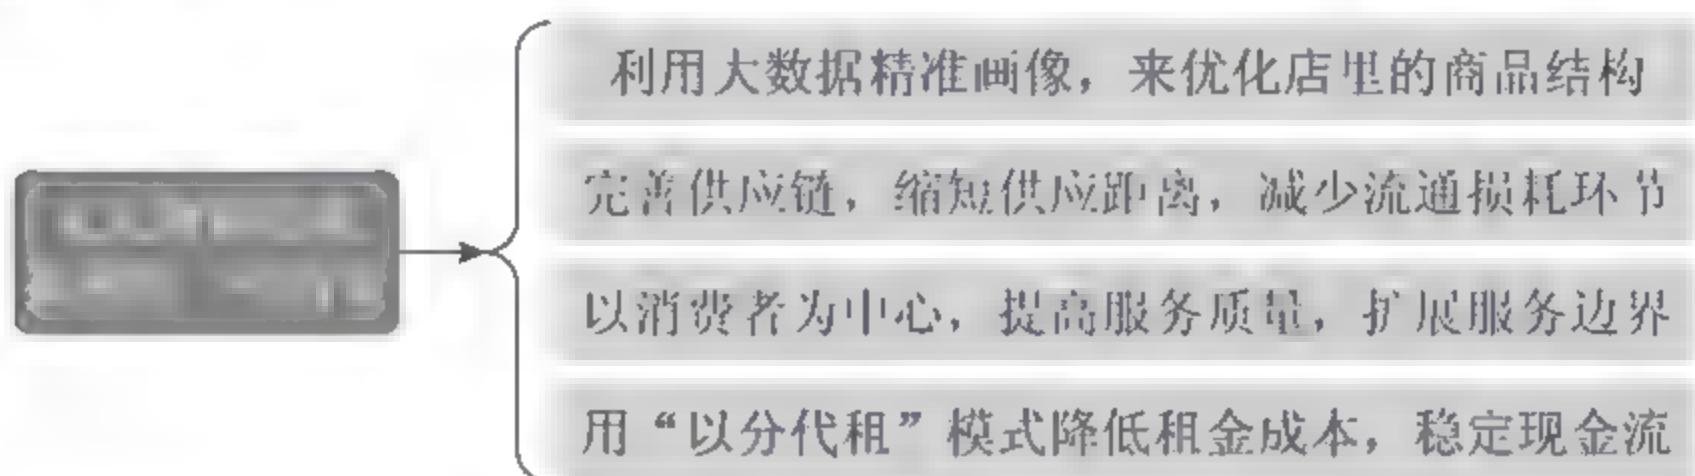 利用大数据精准画像，来优化店里的商品结构
完善供应链，缩短供应距离，减少流通损耗环节
以消费者为中心，提高服务质量，扩展服务边界
用“以分代租”模式降低租金成本，稳定现金流